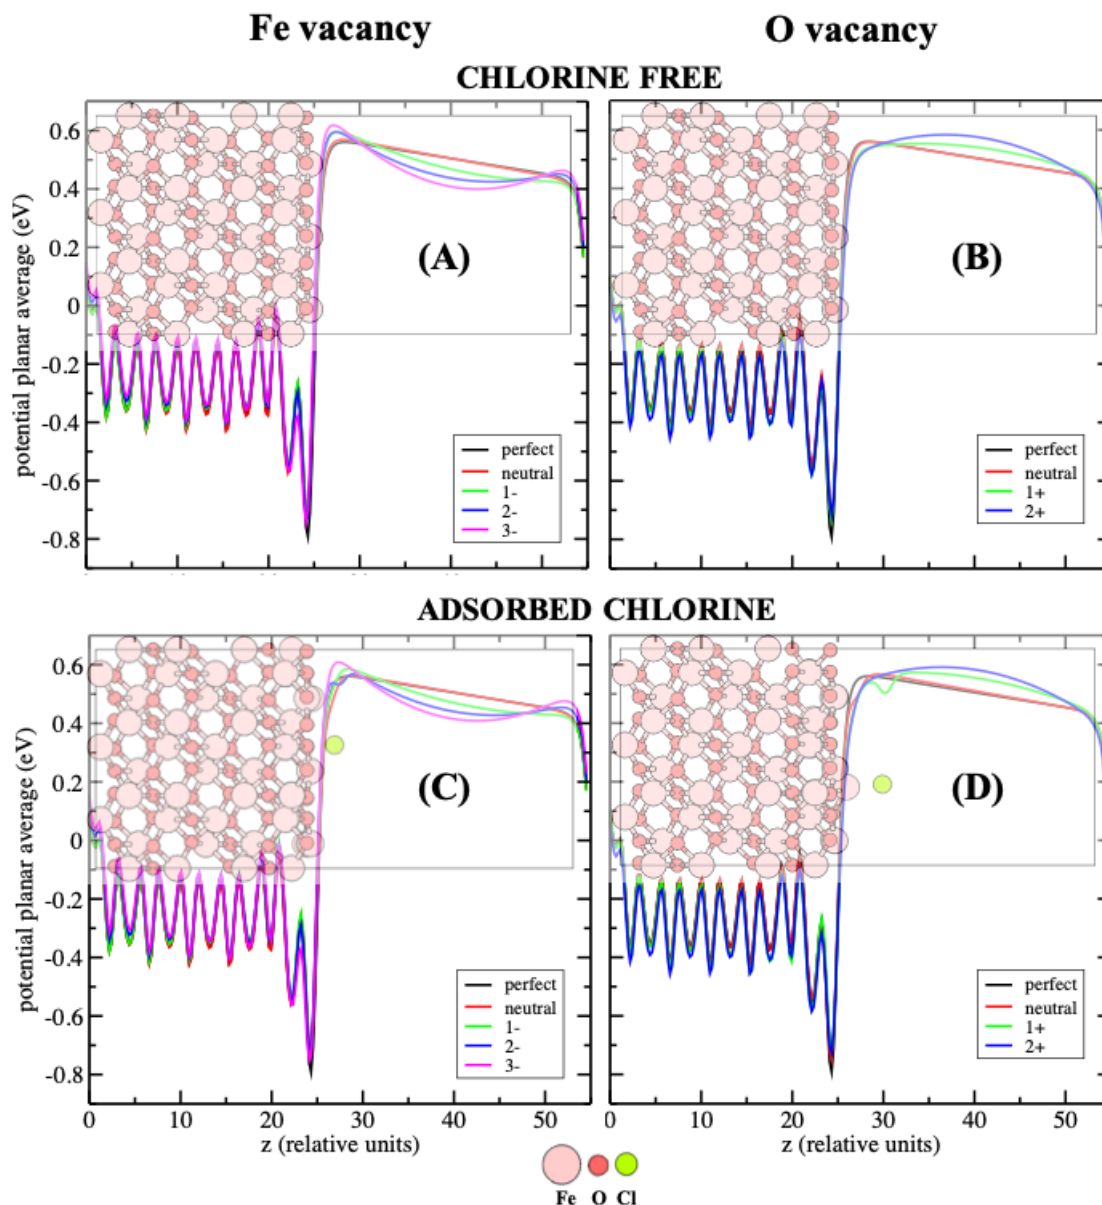 Fe vacancy
O vacancy
CHLORINE FREE
potential planar average (eV)
0.6
0.4
0.2
0
-0.2
-0.4
-0.6
-0.8
(A)
perfect
neutral
1-
2-
3-
(B)
perfect
neutral
1+
2+
ADSORBED CHLORINE
potential planar average (eV)
0.6
0.4
0.2
0
-0.2
-0.4
-0.6
-0.8
(C)
perfect
neutral
1-
2-
3-
0 10 20 30 40 50
z (relative units)
(D)
perfect
neutral
1+
2+
0 10 20 30 40 50
z (relative units)
Fe O Cl